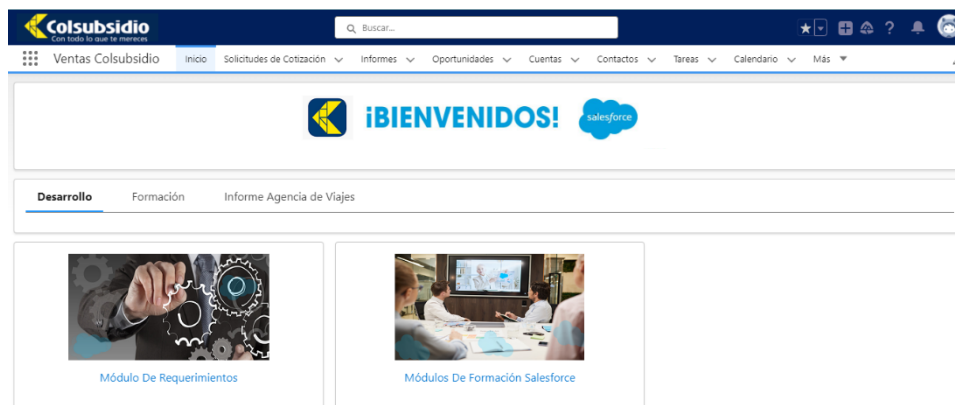 Colsubsidio
Con todo lo que te mereces
Buscar...
Ventas Colsubsidio
Inicio
Solicitudes de Cotización
Informes
Oportunidades
Cuentas
Contactos
Tareas
Calendario
Más
¡BIENVENIDOS!
salesforce
Desarrollo
Formación
Informe Agencia de Viajes
Módulo De Requerimientos
Módulos De Formación Salesforce